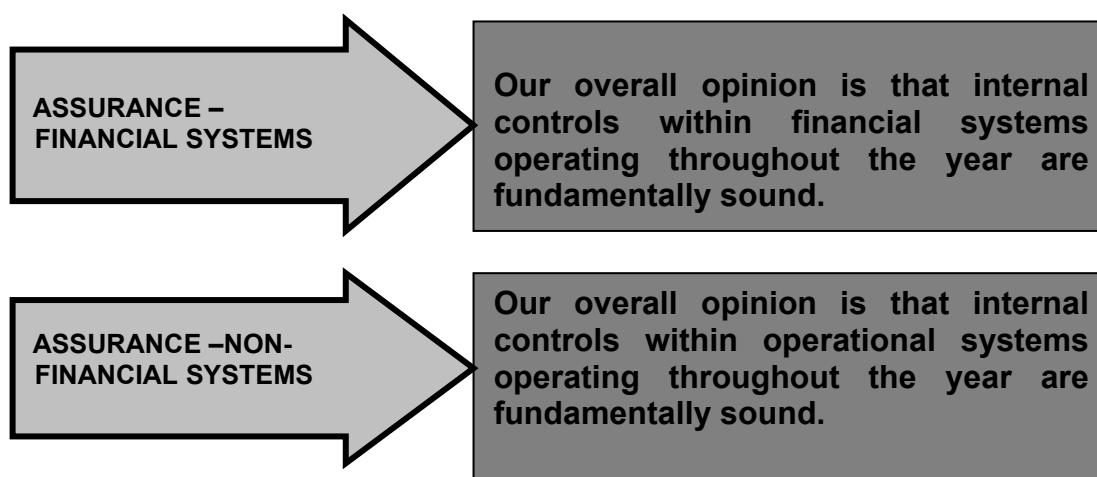 ASSURANCE –
FINANCIAL SYSTEMS
Our overall opinion is that internal
controls within financial systems
operating throughout the year are
fundamentally sound.
ASSURANCE –NON-
FINANCIAL SYSTEMS
Our overall opinion is that internal
controls within operational systems
operating throughout the year are
fundamentally sound.